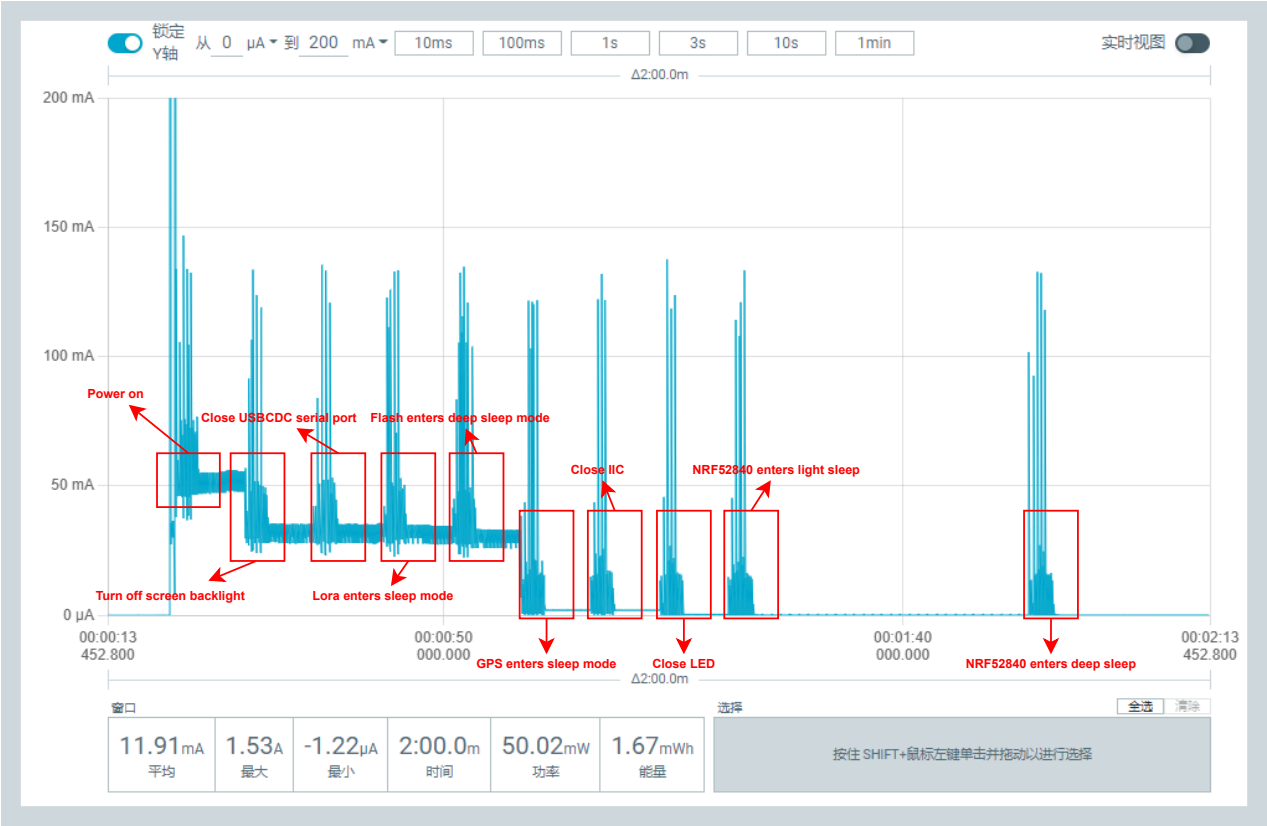 锁定
Y轴
从 0 μA 到 200 mA 10ms 100ms 1s 3s 10s 1min 实时视图
Δ2:00.0m
200 mA
150 mA
100 mA
Power on
Close USBCDC serial port
Flash enters deep sleep mode
Close IIC
NRF52840 enters light sleep
50 mA
Turn off screen backlight
Lora enters sleep mode
0 μA
00:00:13
452.800
00:00:50
000.000
00:01:40
000.000
00:02:13
452.800
GPS enters sleep mode
Close LED
NRF52840 enters deep sleep
Δ2:00.0m
窗口
选择
全选
清除
11.91mA
平均
1.53A
最大
-1.22μA
最小
2:00.0m
时间
50.02mW
功率
1.67mWh
能量
按住 SHIFT+鼠标左键单击并拖动以进行选择